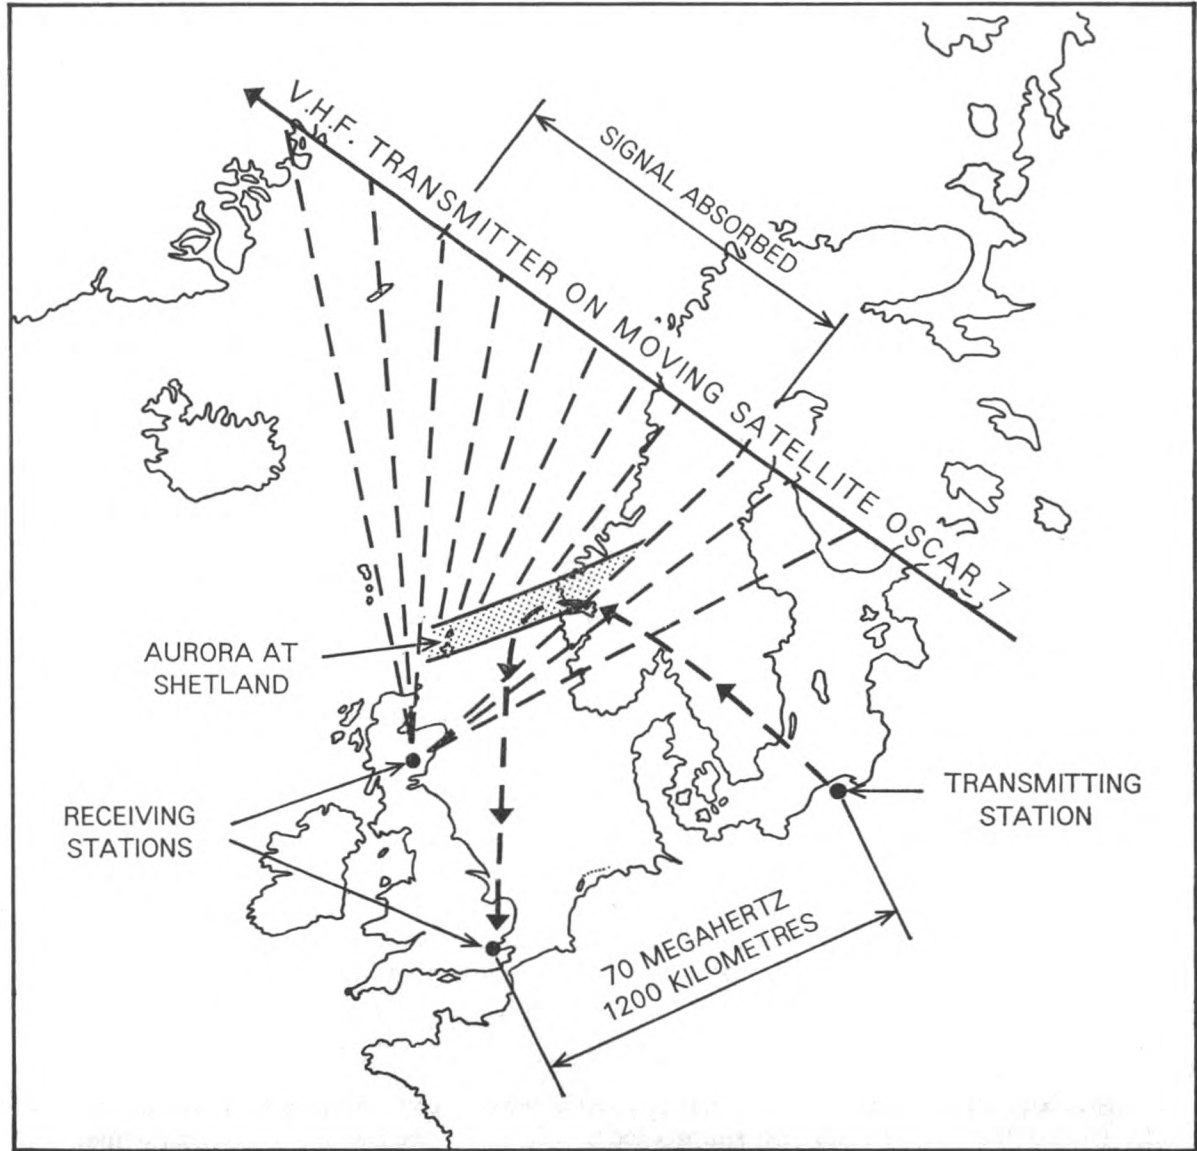 V.H.F. TRANSMITTER ON MOVING SATELLITE OSCAR 7
SIGNAL ABSORBED
AURORA AT
SHETLAND
RECEIVING
STATIONS
TRANSMITTING
STATION
70 MEGAHERTZ
1200 KILOMETRES